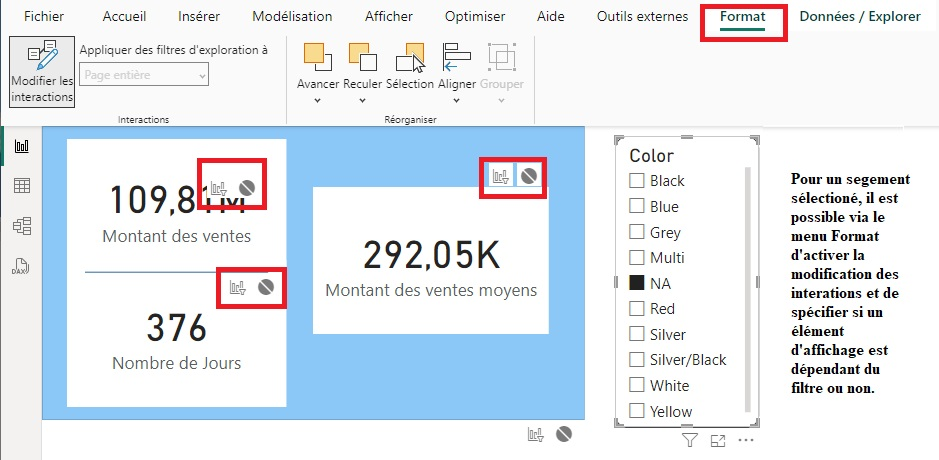 Fichier Accueil Insérer Modélisation Afficher Optimiser Aide Outils externes Format Données / Explorer
Modifier les
interactions
Appliquer des filtres d'exploration à
Page entière
Interactions
Avancer Reculer Sélection Aligner Grouper
Réorganiser
DAX
109,81M
Montant des ventes
376
Nombre de Jours
292,05K
Montant des ventes moyens
Color
Black
Blue
Grey
Multi
NA
Red
Silver
Silver/Black
White
Yellow
Pour un segement
sélectioné, il est
possible via le
menu Format
d'activer la
modification des
interations et de
spécifier si un
élément
d'affichage est
dépendant du
filtre ou non.